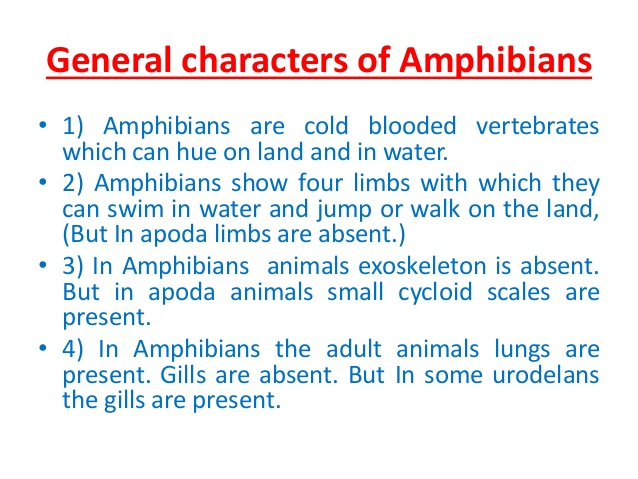 General characters of Amphibians
• 1) Amphibians are cold blooded vertebrates
which can hue on land and in water.
• 2) Amphibians show four limbs with which they
can swim in water and jump or walk on the land,
(But In apoda limbs are absent.)
• 3) In Amphibians animals exoskeleton is absent.
But in apoda animals small cycloid scales are
present.
• 4) In Amphibians the adult animals lungs are
present. Gills are absent. But In some urodelans
the gills are present.